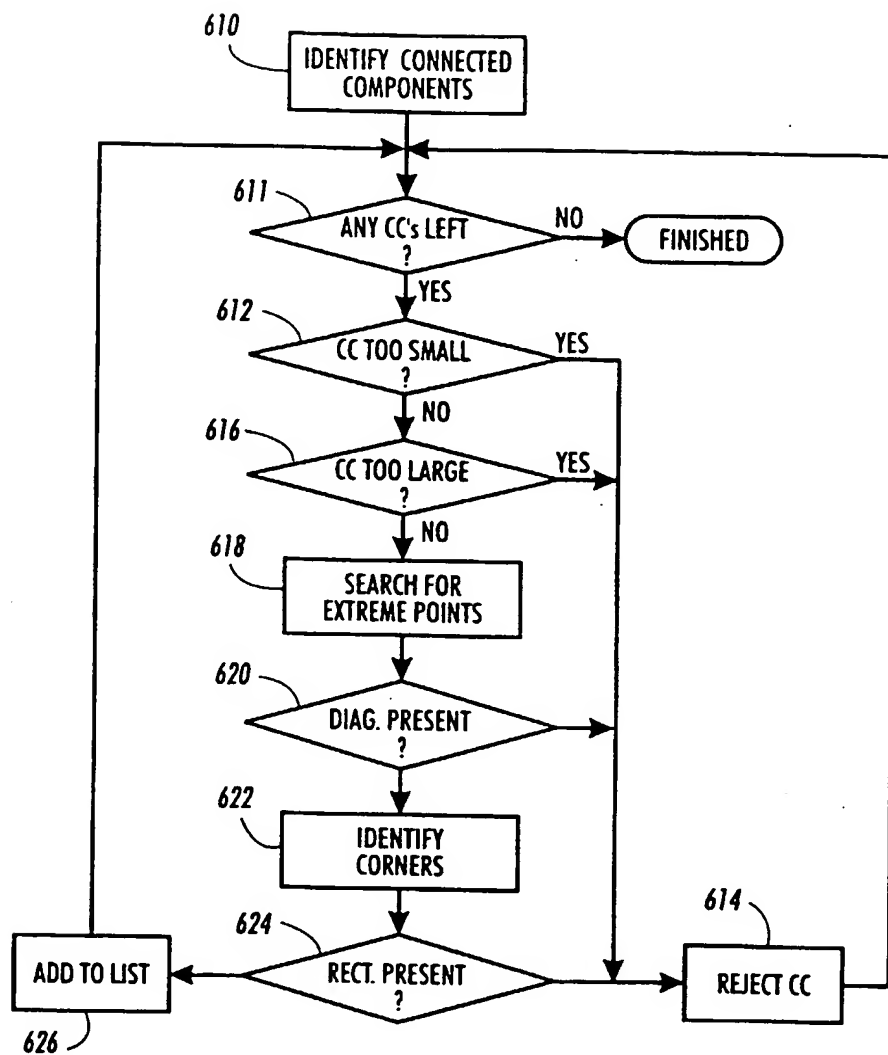 610
IDENTIFY CONNECTED
COMPONENTS
611
ANY CC's LEFT
?
NO
FINISHED
YES
612
CC TOO SMALL
?
YES
NO
616
CC TOO LARGE
?
YES
NO
618
SEARCH FOR
EXTREME POINTS
620
DIAG. PRESENT
?
622
IDENTIFY
CORNERS
624
RECT. PRESENT
?
614
REJECT CC
ADD TO LIST
626